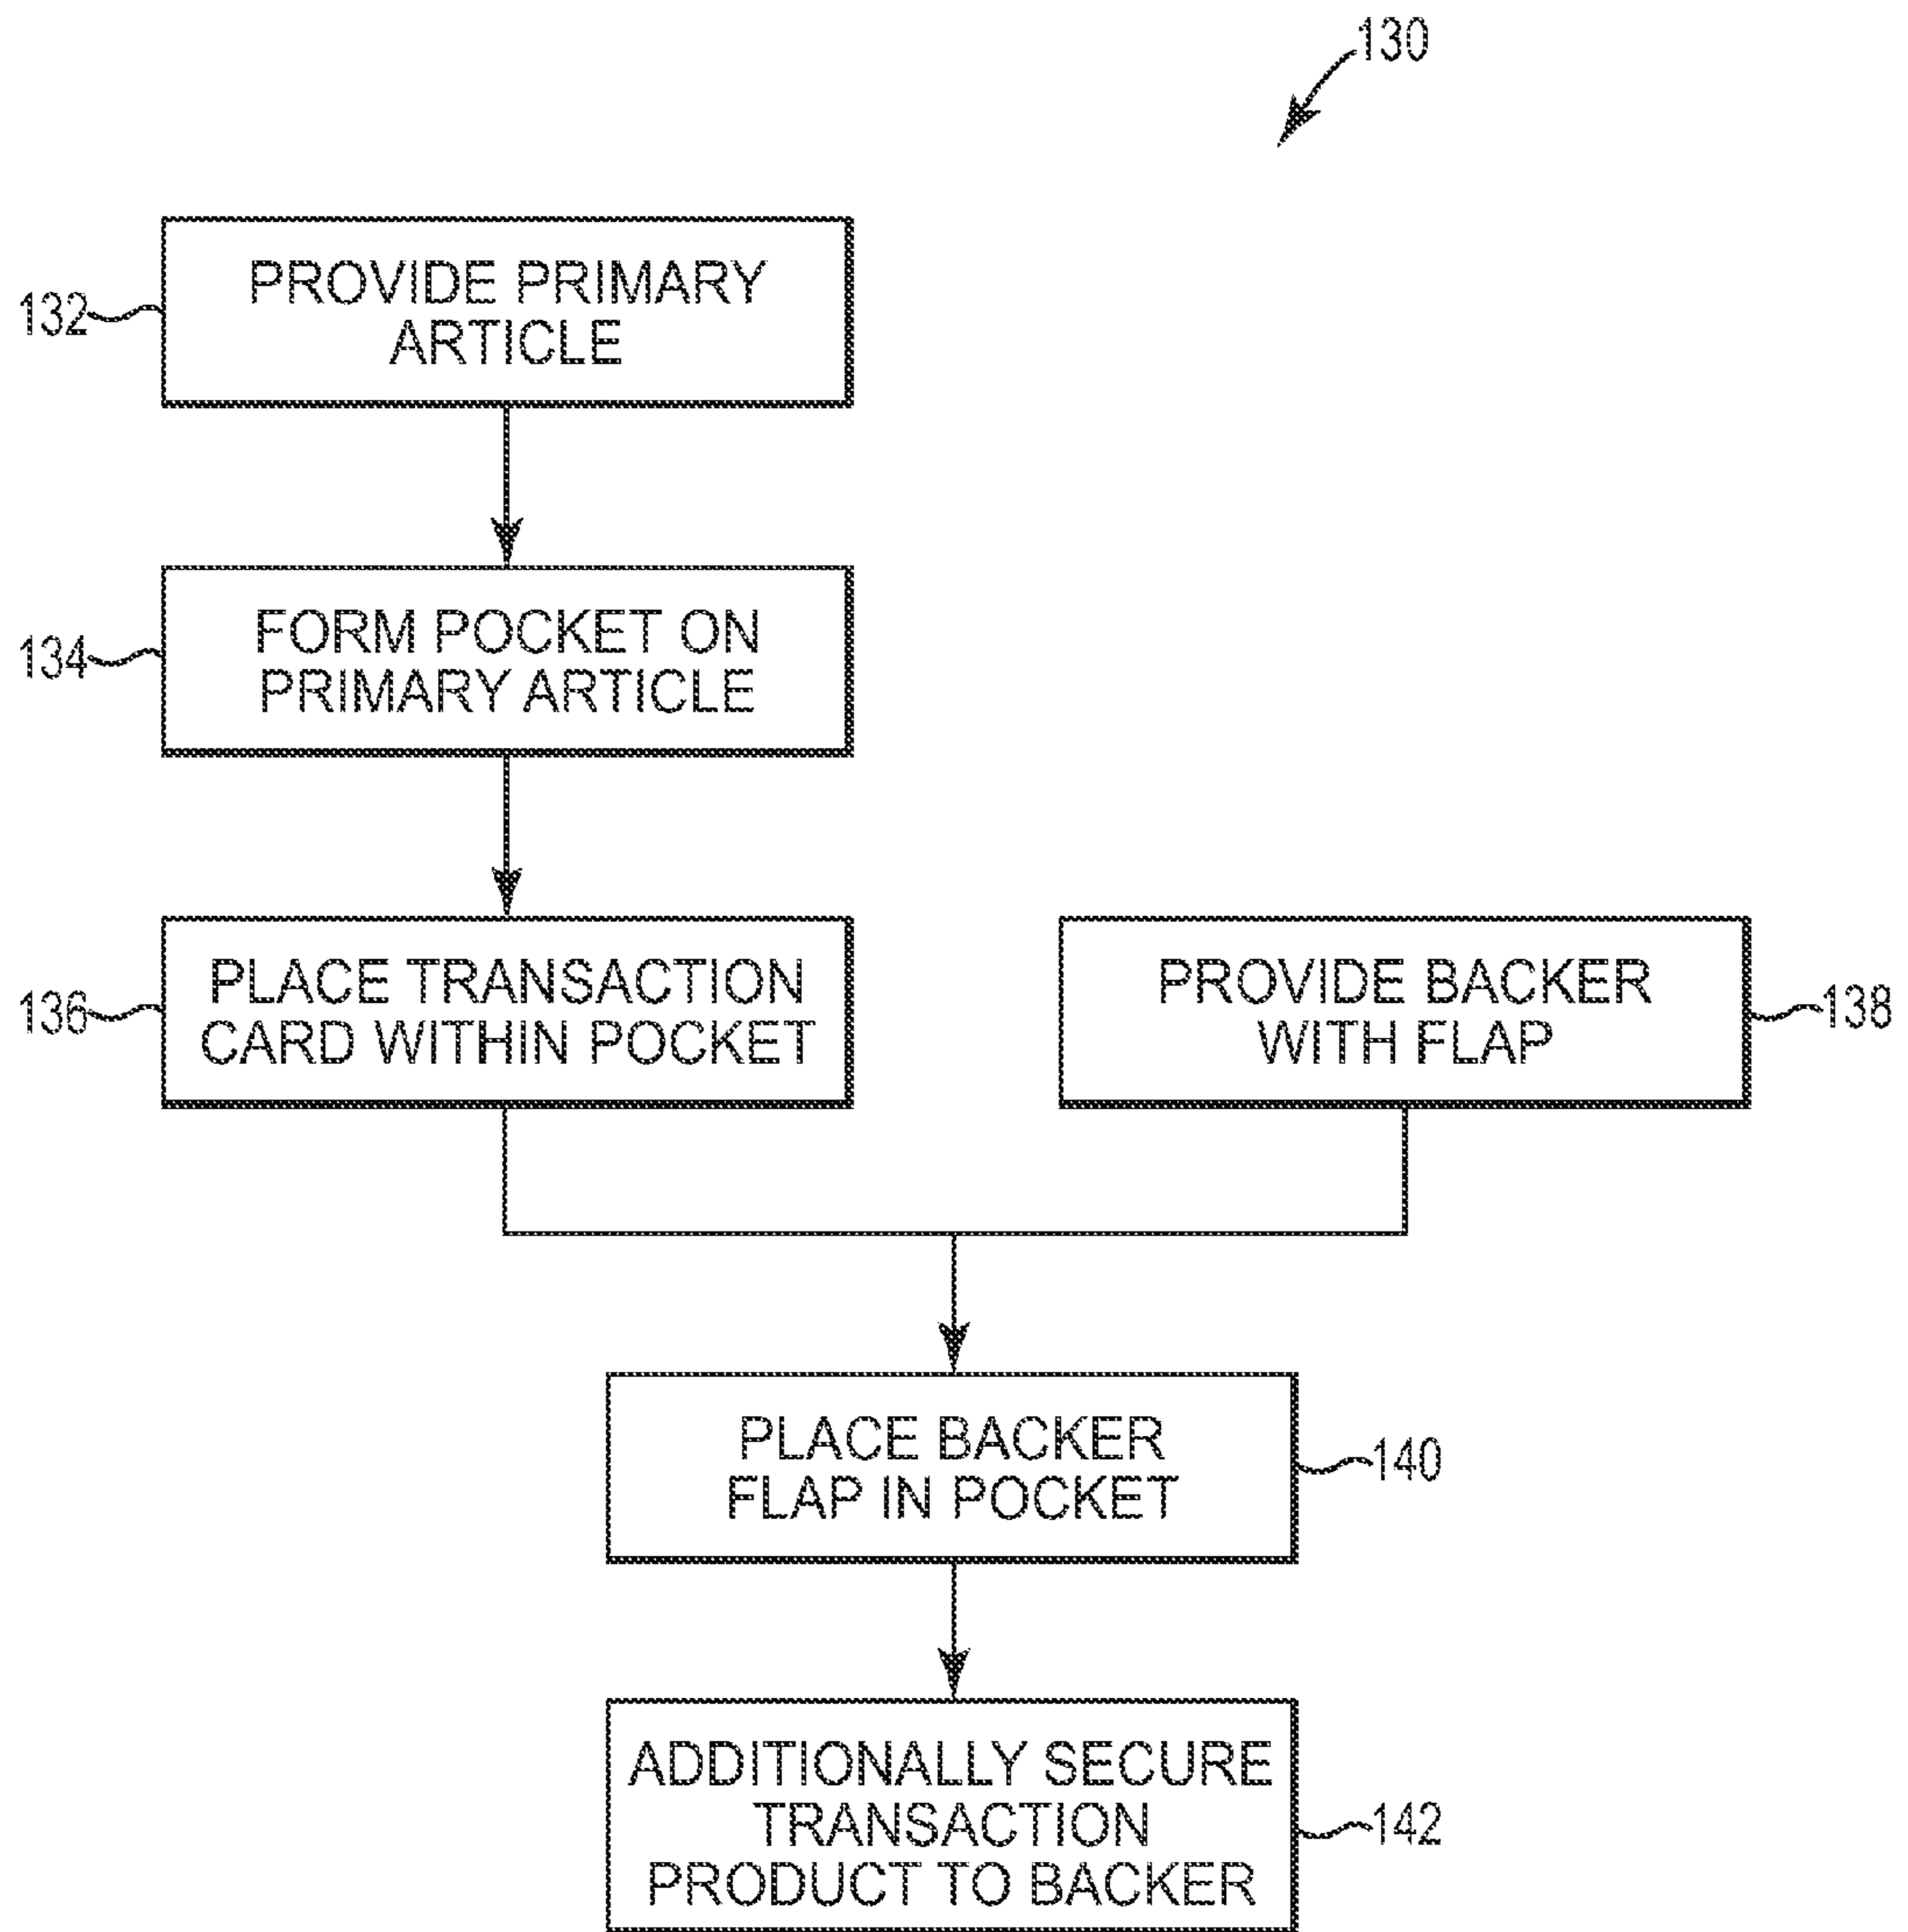 130
PROVIDE PRIMARY
ARTICLE
132
FORM POCKET ON
PRIMARY ARTICLE
134
PLACE TRANSACTION
CARD WITHIN POCKET
136
PROVIDE BACKER
WITH FLAP
138
PLACE BACKER
FLAP IN POCKET
140
ADDITIONALLY SECURE
TRANSACTION
PRODUCT TO BACKER
142